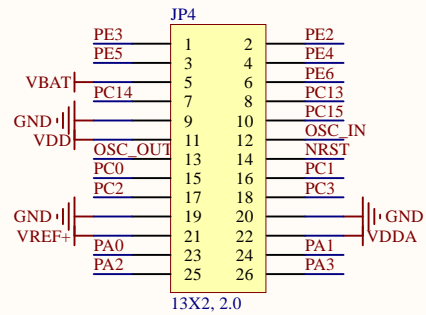 JP4
PE3 1 2 PE2
PE5 3 4 PE4
VBAT 5 6 PE6
PC14 7 8 PC13
GND 9 10 PC15
VDD 11 12 OSC_IN
OSC_OUT 13 14 NRST
PC0 15 16 PC1
PC2 17 18 PC3
GND 19 20 GND
VREF+ 21 22 VDDA
PA0 23 24 PA1
PA2 25 26 PA3
13X2, 2.0